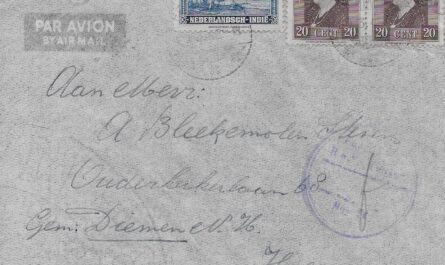 PAR AVION
BY AIR MAIL
NEDERLANDSCH-INDIË
20 CENT 20
20 CENT 20
Aan Mevr:
A Bleekemolen
Ouderkerkerlaan 68
Gem: Diemen N. H.